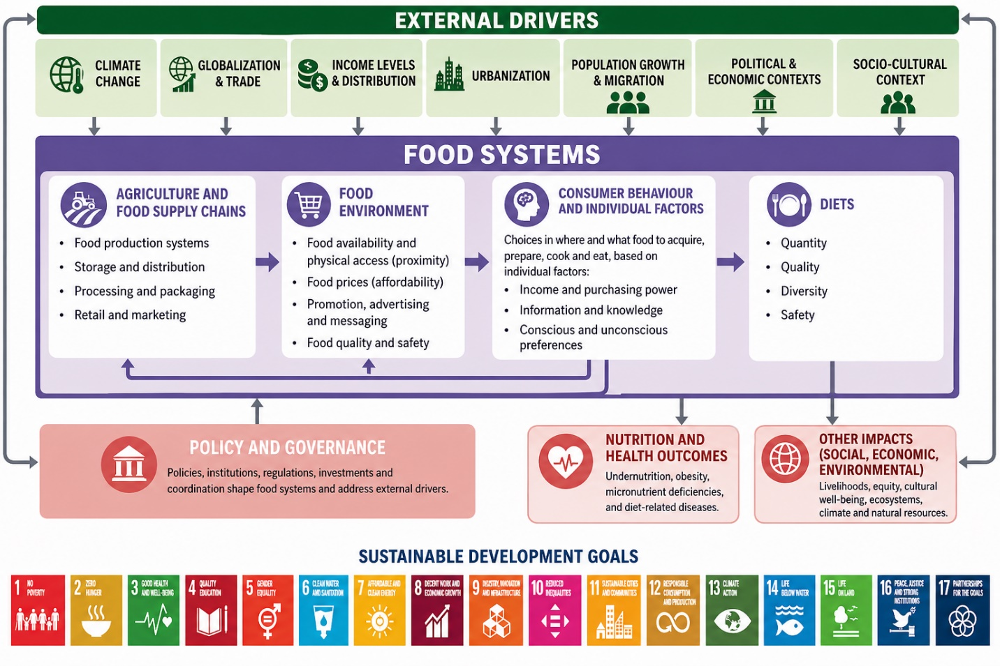 EXTERNAL DRIVERS
CLIMATE
CHANGE
GLOBALIZATION
& TRADE
INCOME LEVELS
& DISTRIBUTION
URBANIZATION
POPULATION GROWTH
& MIGRATION
POLITICAL &
ECONOMIC CONTEXTS
SOCIO-CULTURAL
CONTEXT
FOOD SYSTEMS
AGRICULTURE AND
FOOD SUPPLY CHAINS
• Food production systems
• Storage and distribution
• Processing and packaging
• Retail and marketing
FOOD
ENVIRONMENT
• Food availability and
physical access (proximity)
• Food prices (affordability)
• Promotion, advertising
and messaging
• Food quality and safety
CONSUMER BEHAVIOUR
AND INDIVIDUAL FACTORS
Choices in where and what food to acquire,
prepare, cook and eat, based on
individual factors:
• Income and purchasing power
• Information and knowledge
• Conscious and unconscious
preferences
DIETS
• Quantity
• Quality
• Diversity
• Safety
POLICY AND GOVERNANCE
Policies, institutions, regulations, investments and
coordination shape food systems and address external drivers.
NUTRITION AND
HEALTH OUTCOMES
Undernutrition, obesity,
micronutrient deficiencies,
and diet-related diseases.
OTHER IMPACTS
(SOCIAL, ECONOMIC,
ENVIRONMENTAL)
Livelihoods, equity, cultural
well-being, ecosystems,
climate and natural resources.
SUSTAINABLE DEVELOPMENT GOALS
1 NO
POVERTY
2 ZERO
HUNGER
3 GOOD HEALTH
AND WELL-BEING
4 QUALITY
EDUCATION
5 GENDER
EQUALITY
6 CLEAN WATER
AND SANITATION
7 AFFORDABLE AND
CLEAN ENERGY
8 DECENT WORK AND
ECONOMIC GROWTH
9 INDUSTRY, INNOVATION
AND INFRASTRUCTURE
10 REDUCED
INEQUALITIES
11 SUSTAINABLE CITIES
AND COMMUNITIES
12 RESPONSIBLE
CONSUMPTION
AND PRODUCTION
13 CLIMATE
ACTION
14 LIFE
BELOW WATER
15 LIFE
ON LAND
16 PEACE, JUSTICE
AND STRONG
INSTITUTIONS
17 PARTNERSHIPS
FOR THE GOALS